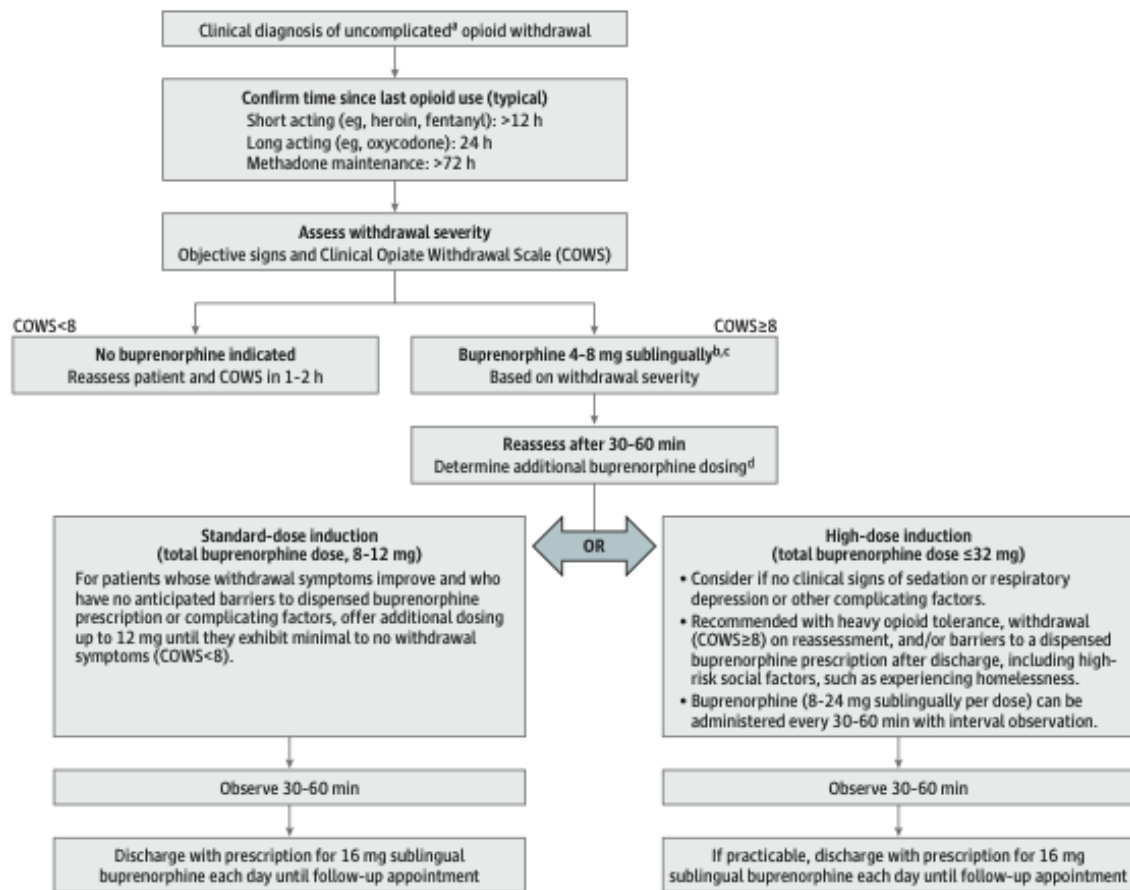 Clinical diagnosis of uncomplicatedᵃ opioid withdrawal
Confirm time since last opioid use (typical)
Short acting (eg, heroin, fentanyl): >12 h
Long acting (eg, oxycodone): 24 h
Methadone maintenance: >72 h
Assess withdrawal severity
Objective signs and Clinical Opiate Withdrawal Scale (COWS)
COWS<8
No buprenorphine indicated
Reassess patient and COWS in 1-2 h
COWS≥8
Buprenorphine 4-8 mg sublinguallyᵇ,ᶜ
Based on withdrawal severity
Reassess after 30-60 min
Determine additional buprenorphine dosingᵈ
OR
Standard-dose induction
(total buprenorphine dose, 8-12 mg)
For patients whose withdrawal symptoms improve and who
have no anticipated barriers to dispensed buprenorphine
prescription or complicating factors, offer additional dosing
up to 12 mg until they exhibit minimal to no withdrawal
symptoms (COWS<8).
Observe 30-60 min
Discharge with prescription for 16 mg sublingual
buprenorphine each day until follow-up appointment
High-dose induction
(total buprenorphine dose ≤32 mg)
• Consider if no clinical signs of sedation or respiratory
depression or other complicating factors.
• Recommended with heavy opioid tolerance, withdrawal
(COWS≥8) on reassessment, and/or barriers to a dispensed
buprenorphine prescription after discharge, including high-
risk social factors, such as experiencing homelessness.
• Buprenorphine (8-24 mg sublingually per dose) can be
administered every 30-60 min with interval observation.
Observe 30-60 min
If practicable, discharge with prescription for 16 mg
sublingual buprenorphine each day until follow-up appointment